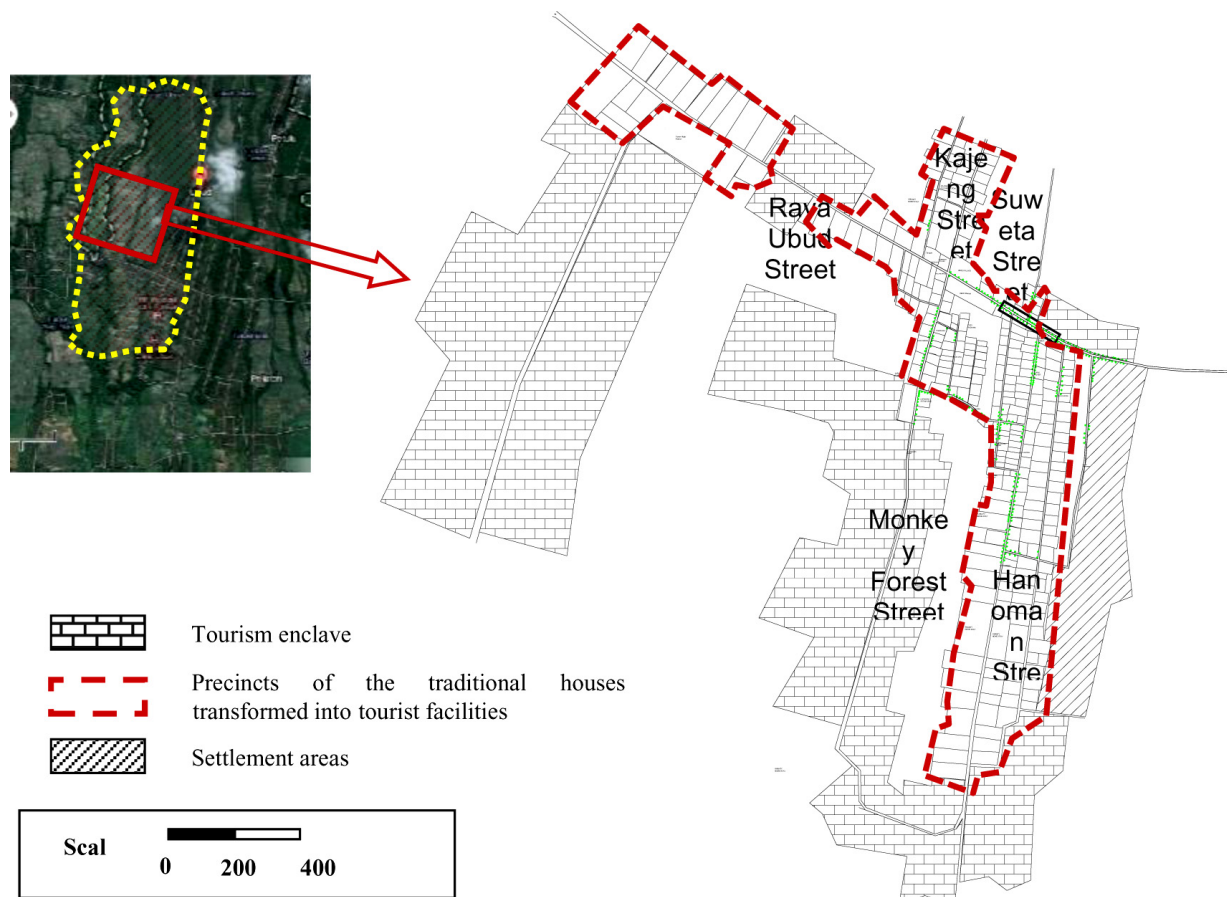 Kaje
ng
Stre
et
Suw
eta
Stre
et
Raya
Ubud
Street
Monke
y
Forest
Street
Han
oma
n
Stre
Tourism enclave
Precincts of the traditional houses
transformed into tourist facilities
Settlement areas
Scal
0 200 400